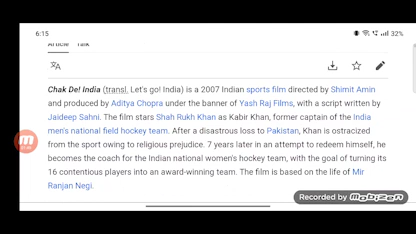 6:15
32%
Article Talk
Chak De! India (transl. Let's go! India) is a 2007 Indian sports film directed by Shimit Amin
and produced by Aditya Chopra under the banner of Yash Raj Films, with a script written by
Jaideep Sahni. The film stars Shah Rukh Khan as Kabir Khan, former captain of the India
men's national field hockey team. After a disastrous loss to Pakistan, Khan is ostracized
from the sport owing to religious prejudice. 7 years later in an attempt to redeem himself, he
becomes the coach for the Indian national women's hockey team, with the goal of turning its
16 contentious players into an award-winning team. The film is based on the life of Mir
Ranjan Negi.
Recorded by Mobizen